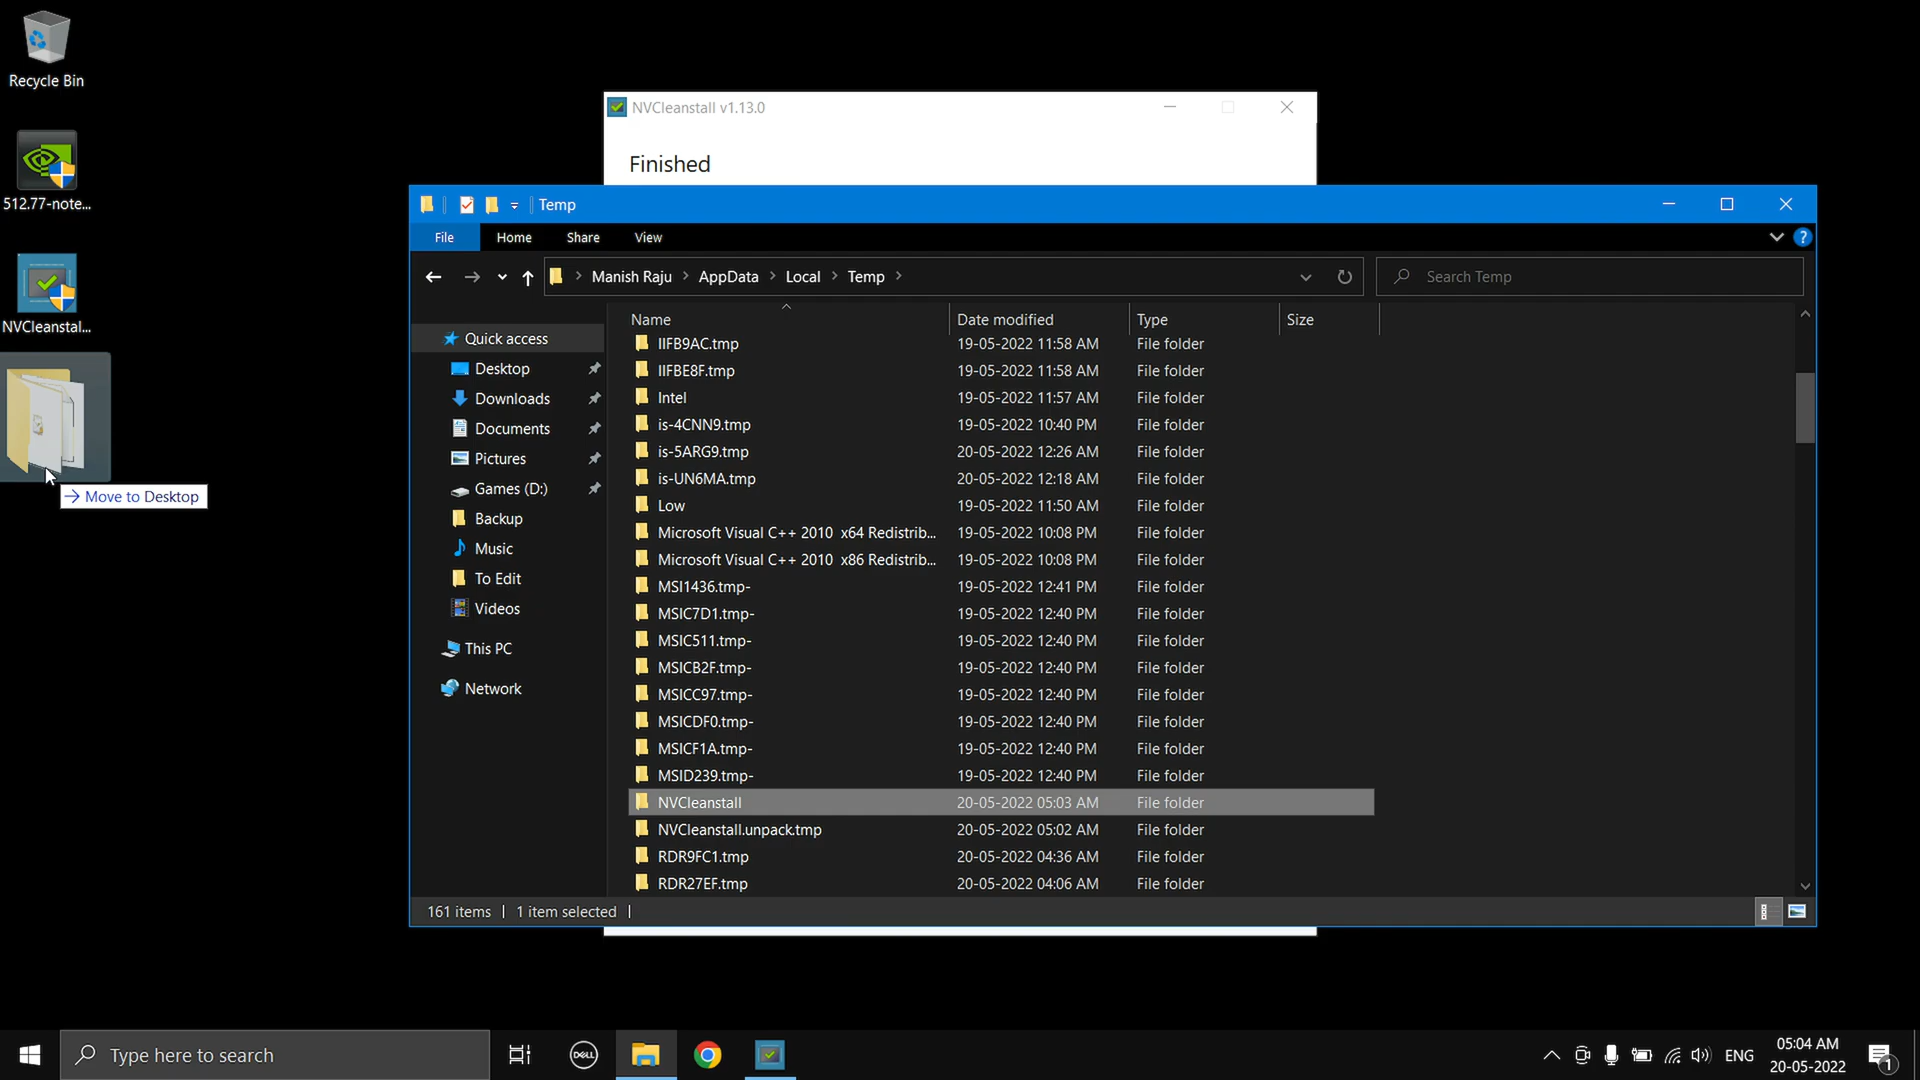 Recycle Bin
512.77-note...
NVCleanstal...
Move to Desktop
NVCleanstall v1.13.0
Finished
Temp
File Home Share View
Manish Raju AppData Local Temp
Search Temp
Quick access
Desktop
Downloads
Documents
Pictures
Games (D:)
Backup
Music
To Edit
Videos
This PC
Network
Name Date modified Type Size
IIFB9AC.tmp 19-05-2022 11:58 AM File folder
IIFBE8F.tmp 19-05-2022 11:58 AM File folder
Intel 19-05-2022 11:57 AM File folder
is-4CNN9.tmp 19-05-2022 10:40 PM File folder
is-5ARG9.tmp 20-05-2022 12:26 AM File folder
is-UN6MA.tmp 20-05-2022 12:18 AM File folder
Low 19-05-2022 11:50 AM File folder
Microsoft Visual C++ 2010 x64 Redistrib... 19-05-2022 10:08 PM File folder
Microsoft Visual C++ 2010 x86 Redistrib... 19-05-2022 10:08 PM File folder
MSI1436.tmp- 19-05-2022 12:41 PM File folder
MSIC7D1.tmp- 19-05-2022 12:40 PM File folder
MSIC511.tmp- 19-05-2022 12:40 PM File folder
MSICB2F.tmp- 19-05-2022 12:40 PM File folder
MSICC97.tmp- 19-05-2022 12:40 PM File folder
MSICDF0.tmp- 19-05-2022 12:40 PM File folder
MSICF1A.tmp- 19-05-2022 12:40 PM File folder
MSID239.tmp- 19-05-2022 12:40 PM File folder
NVCleanstall 20-05-2022 05:03 AM File folder
NVCleanstall.unpack.tmp 20-05-2022 05:02 AM File folder
RDR9FC1.tmp 20-05-2022 04:36 AM File folder
RDR27EF.tmp 20-05-2022 04:06 AM File folder
161 items 1 item selected
Type here to search
DELL
ENG
05:04 AM
20-05-2022
1